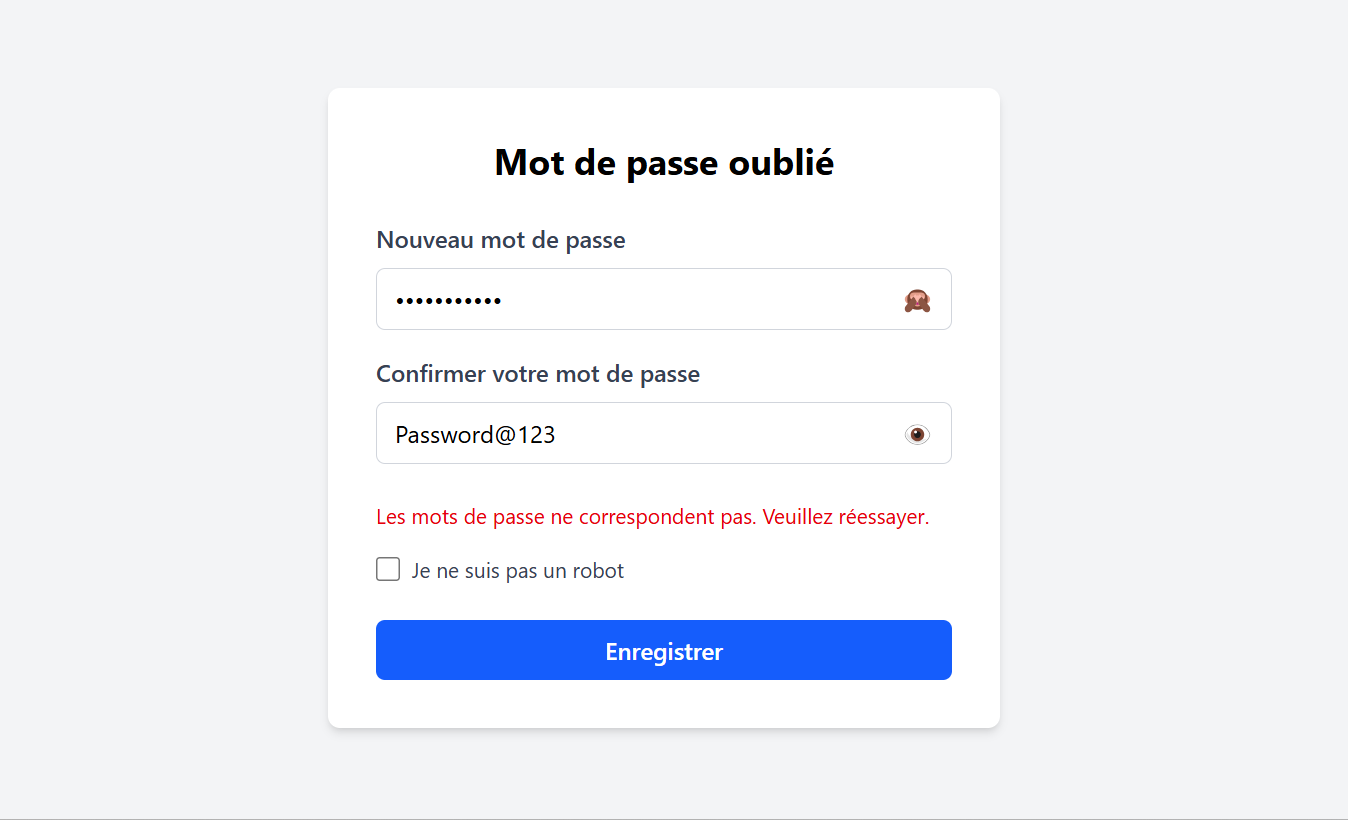 Mot de passe oublié
Nouveau mot de passe
•••••••••••
Confirmer votre mot de passe
Password@123
Les mots de passe ne correspondent pas. Veuillez réessayer.
Je ne suis pas un robot
Enregistrer